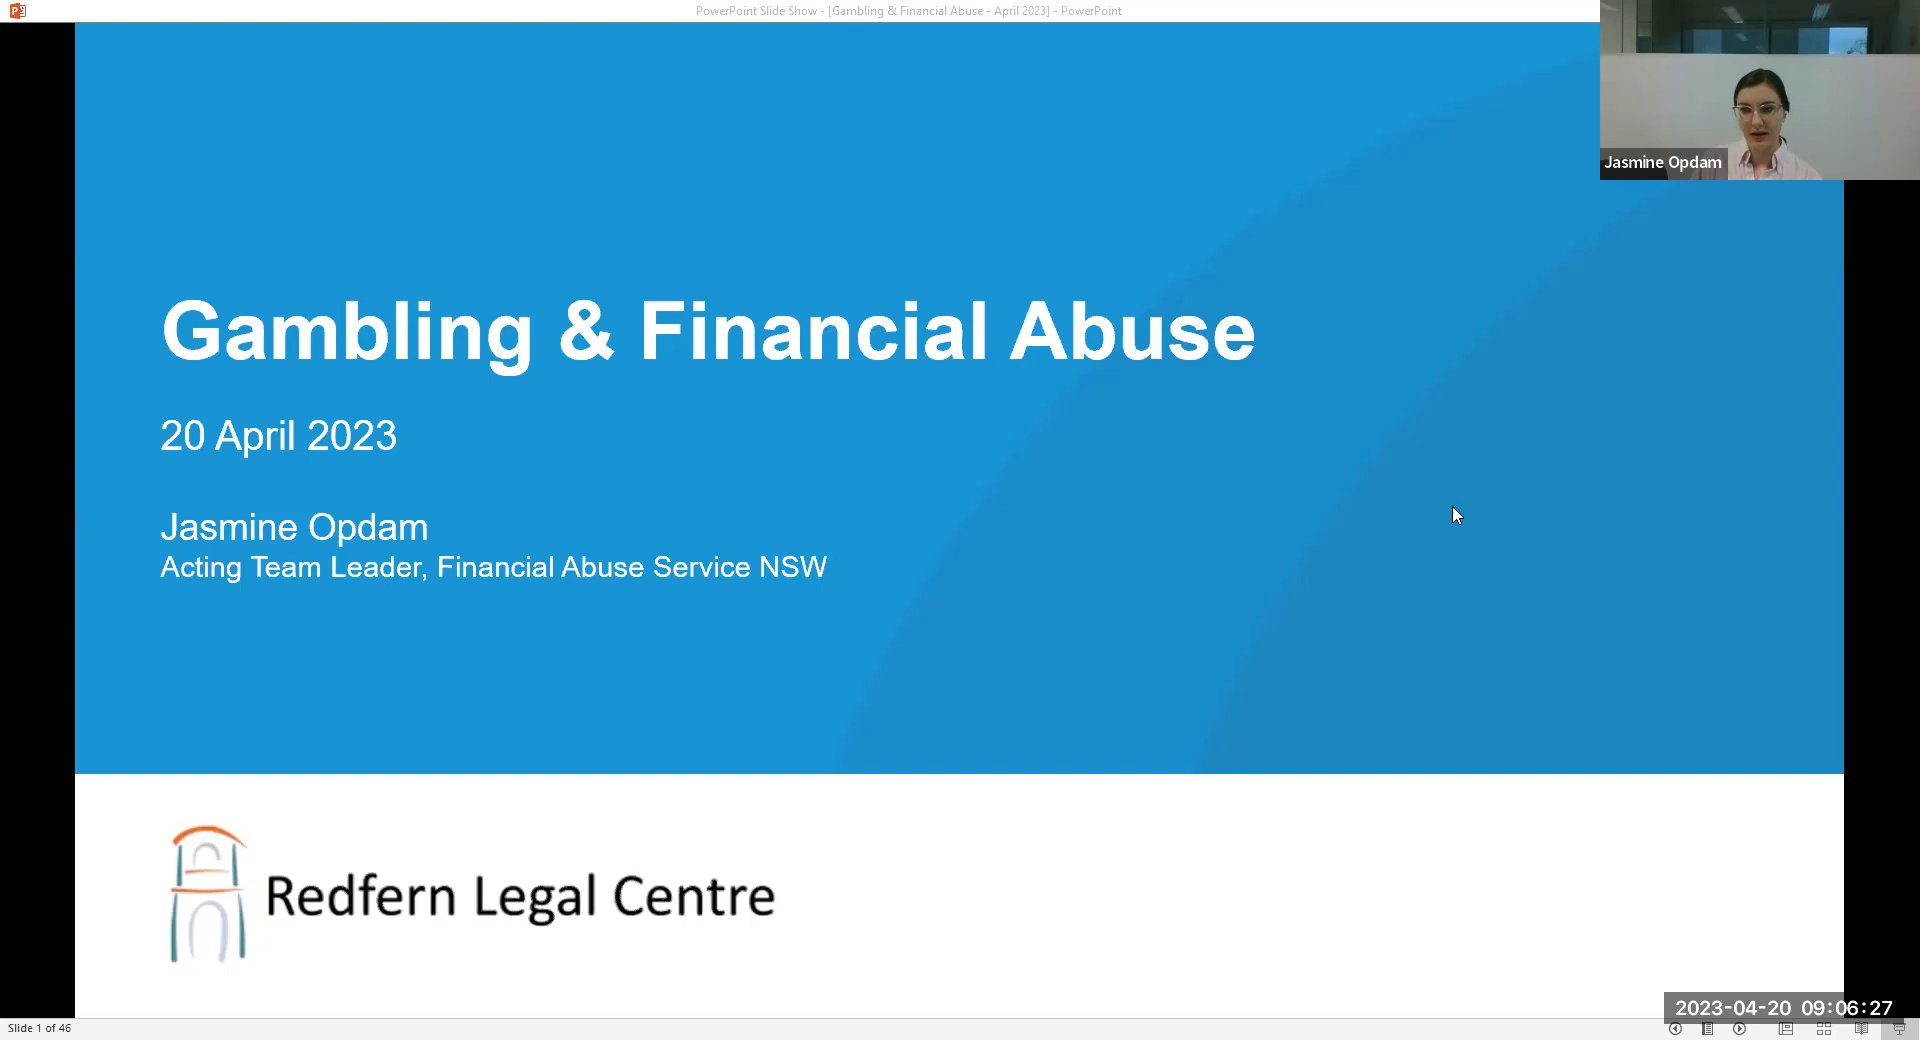 PowerPoint Slide Show - [Gambling & Financial Abuse - April 2023] - PowerPoint
Jasmine Opdam
Gambling & Financial Abuse
20 April 2023
Jasmine Opdam
Acting Team Leader, Financial Abuse Service NSW
Redfern Legal Centre
2023-04-20 09:06:27
Slide 1 of 46